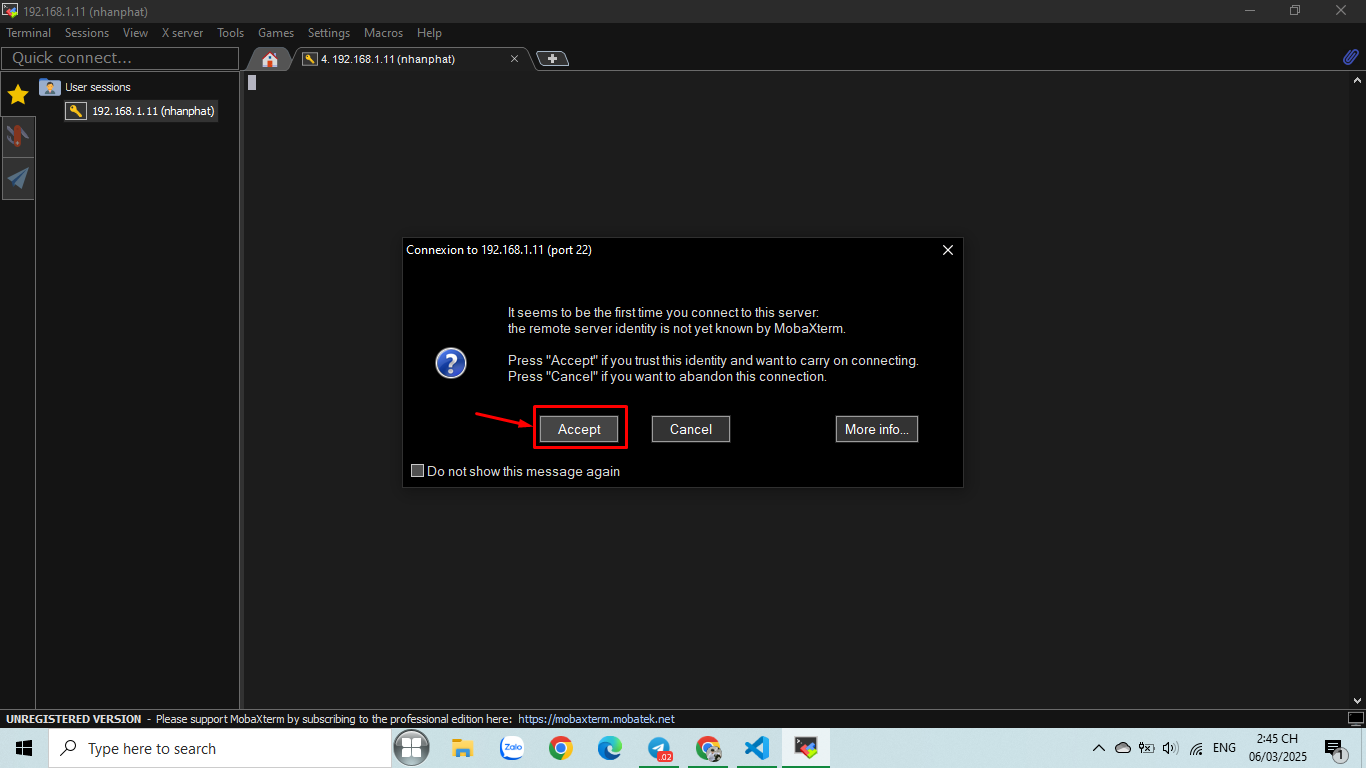 192.168.1.11 (nhanphat)
Terminal Sessions View X server Tools Games Settings Macros Help
Quick connect...
4. 192.168.1.11 (nhanphat)
User sessions
192.168.1.11 (nhanphat)
Connexion to 192.168.1.11 (port 22)
It seems to be the first time you connect to this server:
the remote server identity is not yet known by MobaXterm.
Press "Accept" if you trust this identity and want to carry on connecting.
Press "Cancel" if you want to abandon this connection.
Accept Cancel More info...
Do not show this message again
UNREGISTERED VERSION - Please support MobaXterm by subscribing to the professional edition here: https://mobaxterm.mobatek.net
Type here to search
Zalo
.02
ENG
2:45 CH
06/03/2025
1